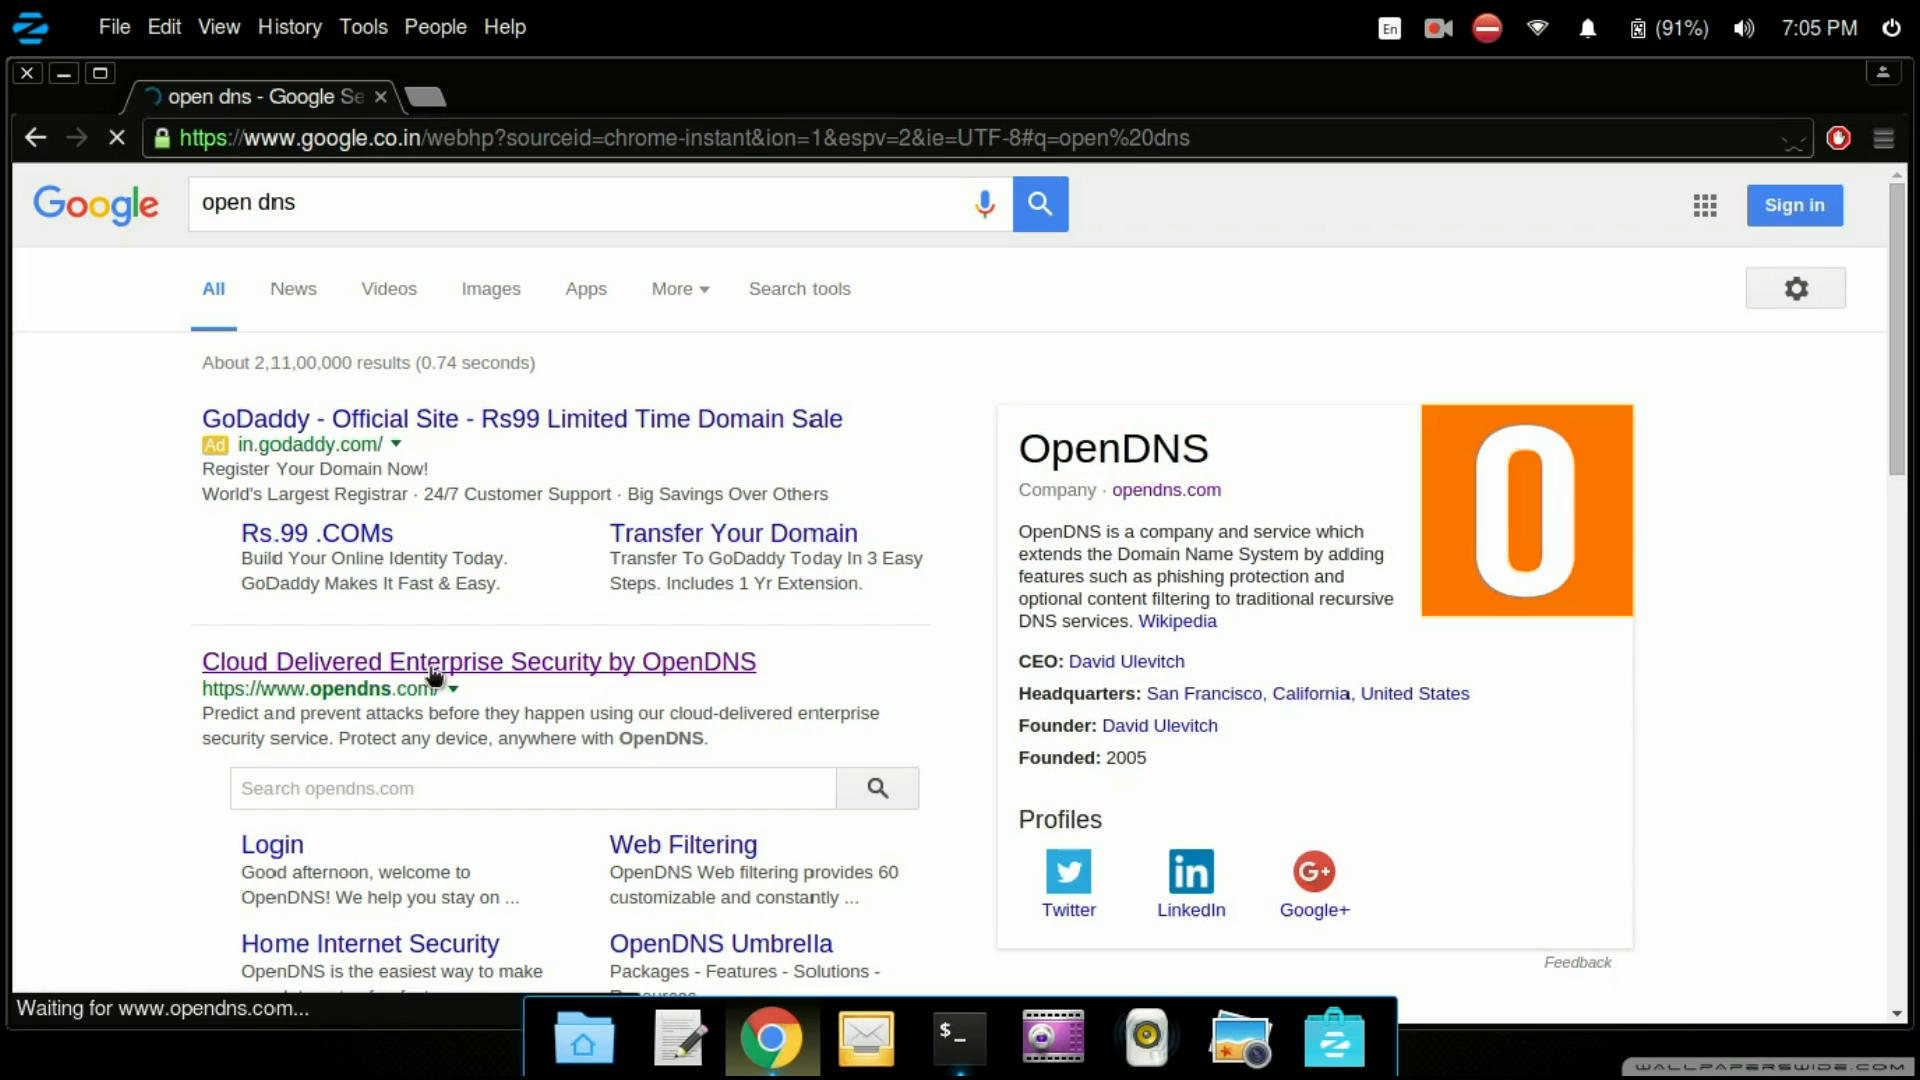 File Edit View History Tools People Help
En (91%) 7:05 PM
open dns - Google Se
https://www.google.co.in/webhp?sourceid=chrome-instant&ion=1&espv=2&ie=UTF-8#q=open%20dns
Google open dns Sign in
All News Videos Images Apps More Search tools
About 2,11,00,000 results (0.74 seconds)
GoDaddy - Official Site - Rs99 Limited Time Domain Sale
Ad in.godaddy.com/
Register Your Domain Now!
World's Largest Registrar · 24/7 Customer Support · Big Savings Over Others
Rs.99 .COMs
Build Your Online Identity Today.
GoDaddy Makes It Fast & Easy.
Transfer Your Domain
Transfer To GoDaddy Today In 3 Easy
Steps. Includes 1 Yr Extension.
Cloud Delivered Enterprise Security by OpenDNS
https://www.opendns.com/
Predict and prevent attacks before they happen using our cloud-delivered enterprise
security service. Protect any device, anywhere with OpenDNS.
Search opendns.com
Login
Good afternoon, welcome to
OpenDNS! We help you stay on ...
Web Filtering
OpenDNS Web filtering provides 60
customizable and constantly ...
Home Internet Security
OpenDNS is the easiest way to make
OpenDNS Umbrella
Packages - Features - Solutions -
OpenDNS
Company · opendns.com
OpenDNS is a company and service which
extends the Domain Name System by adding
features such as phishing protection and
optional content filtering to traditional recursive
DNS services. Wikipedia
CEO: David Ulevitch
Headquarters: San Francisco, California, United States
Founder: David Ulevitch
Founded: 2005
Profiles
in G+
Twitter LinkedIn Google+
Feedback
Waiting for www.opendns.com...
$_
WALLPAPERSWIDE.COM